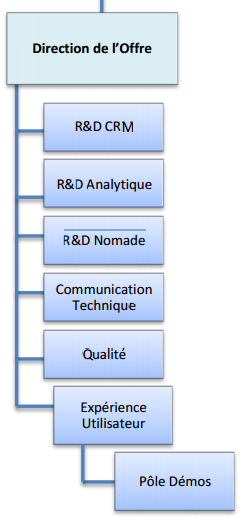 Direction de l'Offre
R&D CRM
R&D Analytique
R&D Nomade
Communication
Technique
Qualité
Expérience
Utilisateur
Pôle Démos